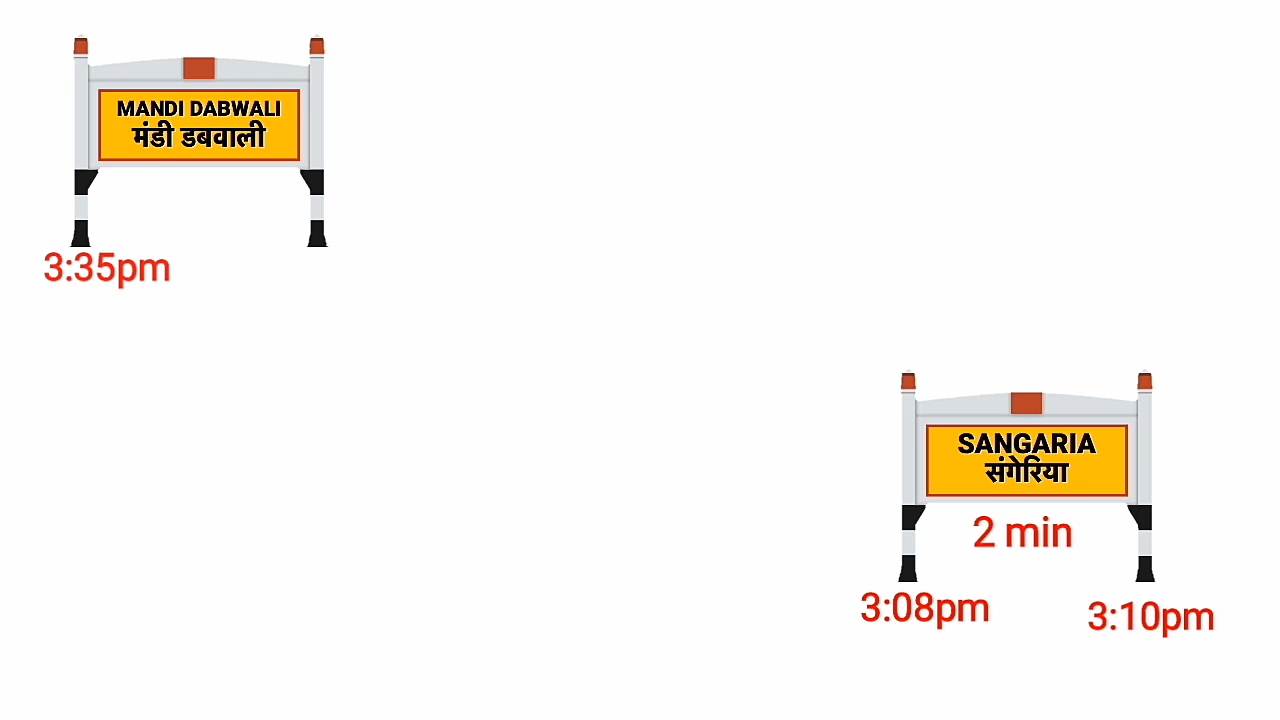 MANDI DABWALI
मंडी डबवाली
3:35pm
SANGARIA
संगेरिया
2 min
3:08pm
3:10pm